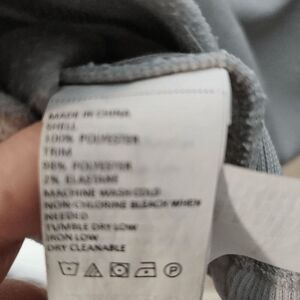 MADE IN CHINA
SHELL
100% POLYESTER
TRIM
98% POLYESTER
2% ELASTANE
MACHINE WASH COLD
NON-CHLORINE BLEACH WHEN
NEEDED
TUMBLE DRY LOW
IRON LOW
DRY CLEANABLE
P